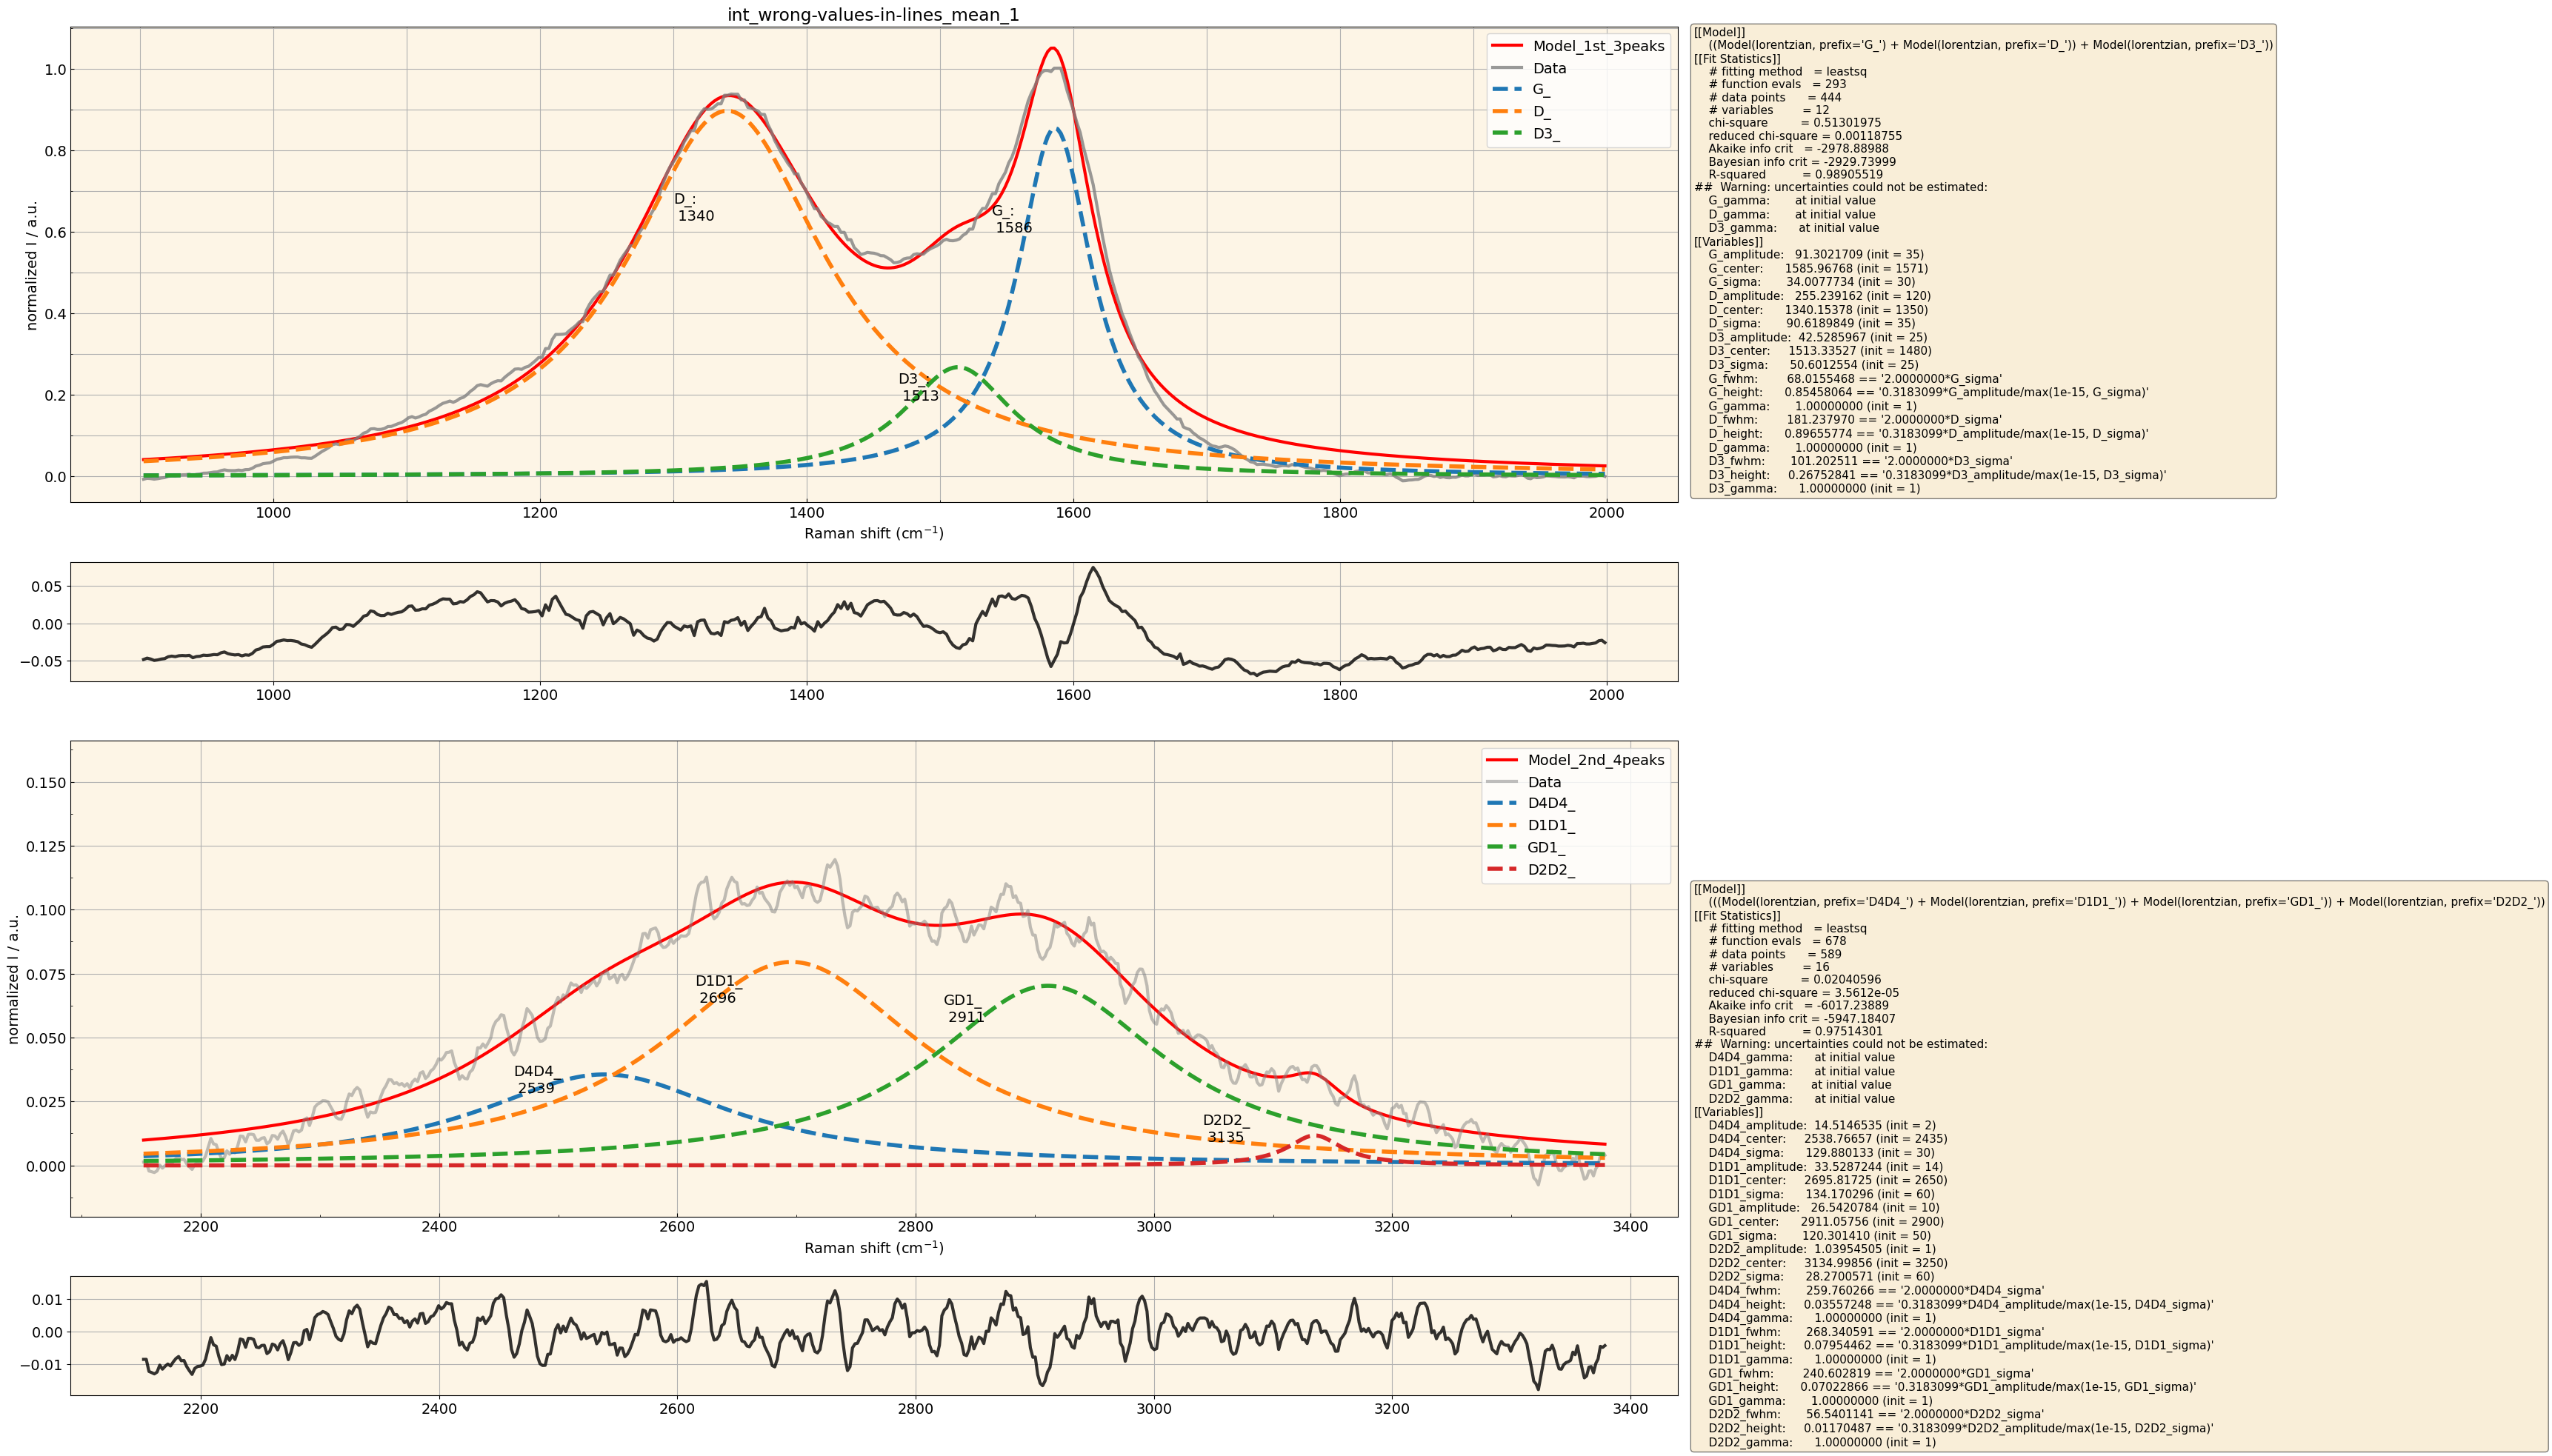 int_wrong-values-in-lines_mean_1
normalized I / a.u.
1.0
0.8
0.6
0.4
0.2
0.0
Model_1st_3peaks
Data
G_
D_
D3_
D_:
1340
G_:
1586
D3_:
1513
1000 1200 1400 1600 1800 2000
Raman shift (cm⁻¹)
[[Model]]
((Model(lorentzian, prefix='G_') + Model(lorentzian, prefix='D_')) + Model(lorentzian, prefix='D3_'))
[[Fit Statistics]]
# fitting method = leastsq
# function evals = 293
# data points = 444
# variables = 12
chi-square = 0.51301975
reduced chi-square = 0.00118755
Akaike info crit = -2978.88988
Bayesian info crit = -2929.73999
R-squared = 0.98905519
## Warning: uncertainties could not be estimated:
G_gamma: at initial value
D_gamma: at initial value
D3_gamma: at initial value
[[Variables]]
G_amplitude: 91.3021709 (init = 35)
G_center: 1585.96768 (init = 1571)
G_sigma: 34.0077734 (init = 30)
D_amplitude: 255.239162 (init = 120)
D_center: 1340.15378 (init = 1350)
D_sigma: 90.6189849 (init = 35)
D3_amplitude: 42.5285967 (init = 25)
D3_center: 1513.33527 (init = 1480)
D3_sigma: 50.6012554 (init = 25)
G_fwhm: 68.0155468 == '2.0000000*G_sigma'
G_height: 0.85458064 == '0.3183099*G_amplitude/max(1e-15, G_sigma)'
G_gamma: 1.00000000 (init = 1)
D_fwhm: 181.237970 == '2.0000000*D_sigma'
D_height: 0.89655774 == '0.3183099*D_amplitude/max(1e-15, D_sigma)'
D_gamma: 1.00000000 (init = 1)
D3_fwhm: 101.202511 == '2.0000000*D3_sigma'
D3_height: 0.26752841 == '0.3183099*D3_amplitude/max(1e-15, D3_sigma)'
D3_gamma: 1.00000000 (init = 1)
0.05
0.00
−0.05
1000 1200 1400 1600 1800 2000
normalized I / a.u.
0.150
0.125
0.100
0.075
0.050
0.025
0.000
Model_2nd_4peaks
Data
D4D4_
D1D1_
GD1_
D2D2_
D4D4_
2539
D1D1_
2696
GD1_
2911
D2D2_
3135
2200 2400 2600 2800 3000 3200 3400
Raman shift (cm⁻¹)
[[Model]]
(((Model(lorentzian, prefix='D4D4_') + Model(lorentzian, prefix='D1D1_')) + Model(lorentzian, prefix='GD1_')) + Model(lorentzian, prefix='D2D2_'))
[[Fit Statistics]]
# fitting method = leastsq
# function evals = 678
# data points = 589
# variables = 16
chi-square = 0.02040596
reduced chi-square = 3.5612e-05
Akaike info crit = -6017.23889
Bayesian info crit = -5947.18407
R-squared = 0.97514301
## Warning: uncertainties could not be estimated:
D4D4_gamma: at initial value
D1D1_gamma: at initial value
GD1_gamma: at initial value
D2D2_gamma: at initial value
[[Variables]]
D4D4_amplitude: 14.5146535 (init = 2)
D4D4_center: 2538.76657 (init = 2435)
D4D4_sigma: 129.880133 (init = 30)
D1D1_amplitude: 33.5287244 (init = 14)
D1D1_center: 2695.81725 (init = 2650)
D1D1_sigma: 134.170296 (init = 60)
GD1_amplitude: 26.5420784 (init = 10)
GD1_center: 2911.05756 (init = 2900)
GD1_sigma: 120.301410 (init = 50)
D2D2_amplitude: 1.03954505 (init = 1)
D2D2_center: 3134.99856 (init = 3250)
D2D2_sigma: 28.2700571 (init = 60)
D4D4_fwhm: 259.760266 == '2.0000000*D4D4_sigma'
D4D4_height: 0.03557248 == '0.3183099*D4D4_amplitude/max(1e-15, D4D4_sigma)'
D4D4_gamma: 1.00000000 (init = 1)
D1D1_fwhm: 268.340591 == '2.0000000*D1D1_sigma'
D1D1_height: 0.07954462 == '0.3183099*D1D1_amplitude/max(1e-15, D1D1_sigma)'
D1D1_gamma: 1.00000000 (init = 1)
GD1_fwhm: 240.602819 == '2.0000000*GD1_sigma'
GD1_height: 0.07022866 == '0.3183099*GD1_amplitude/max(1e-15, GD1_sigma)'
GD1_gamma: 1.00000000 (init = 1)
D2D2_fwhm: 56.5401141 == '2.0000000*D2D2_sigma'
D2D2_height: 0.01170487 == '0.3183099*D2D2_amplitude/max(1e-15, D2D2_sigma)'
D2D2_gamma: 1.00000000 (init = 1)
0.01
0.00
−0.01
2200 2400 2600 2800 3000 3200 3400